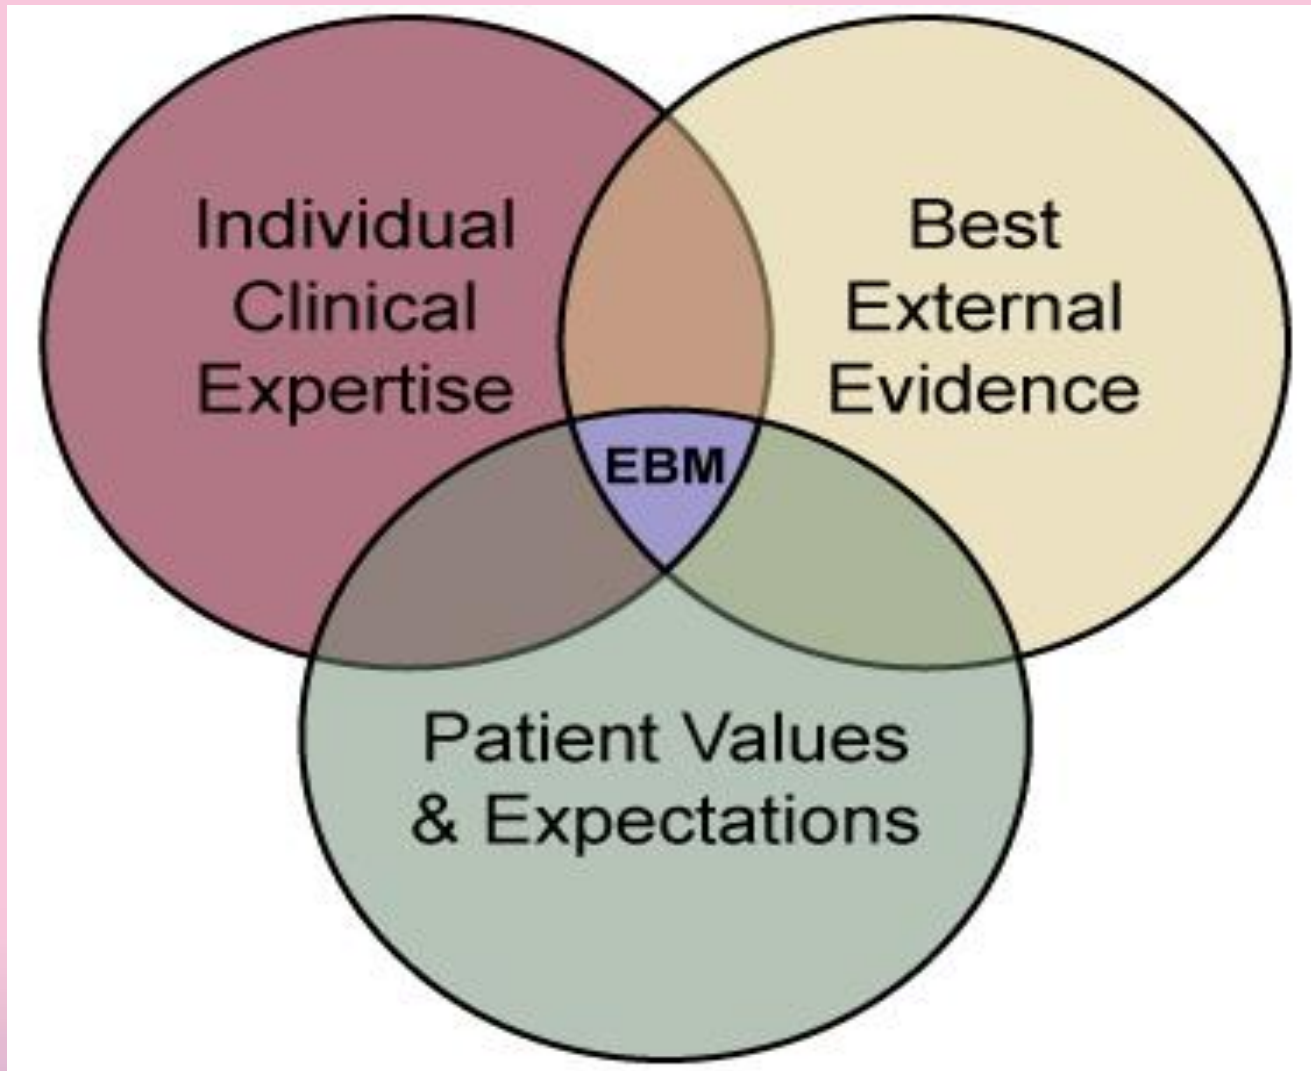 Individual
Clinical
Expertise
Best
External
Evidence
EBM
Patient Values
& Expectations